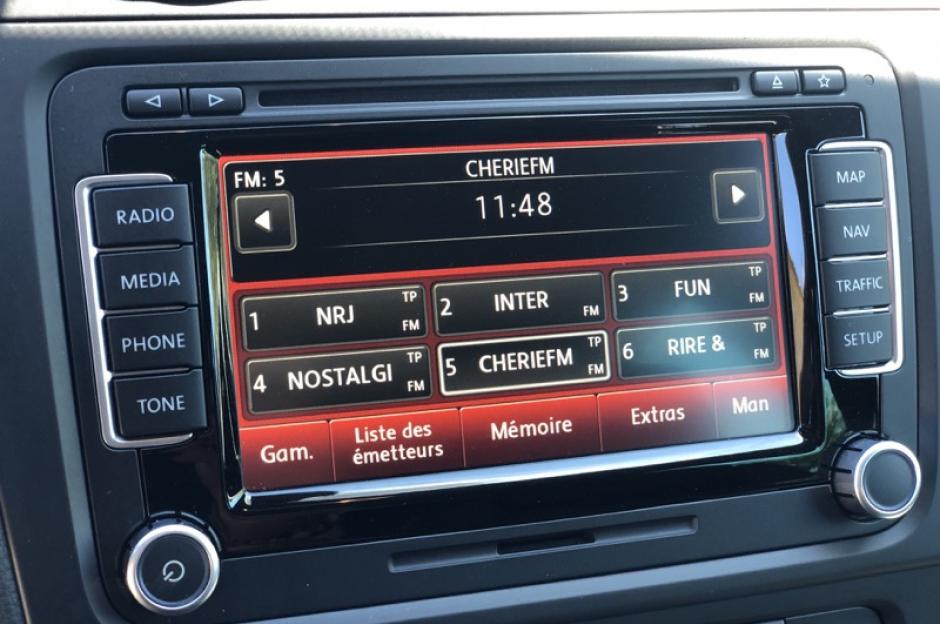 FM: 5
CHERIEFM
11:48
RADIO
MEDIA
PHONE
TONE
1 NRJ TP FM
2 INTER FM
3 FUN TP FM
4 NOSTALGI TP FM
5 CHERIEFM TP FM
6 RIRE & TP FM
Gam.
Liste des
émetteurs
Mémoire
Extras
Man
MAP
NAV
TRAFFIC
SETUP